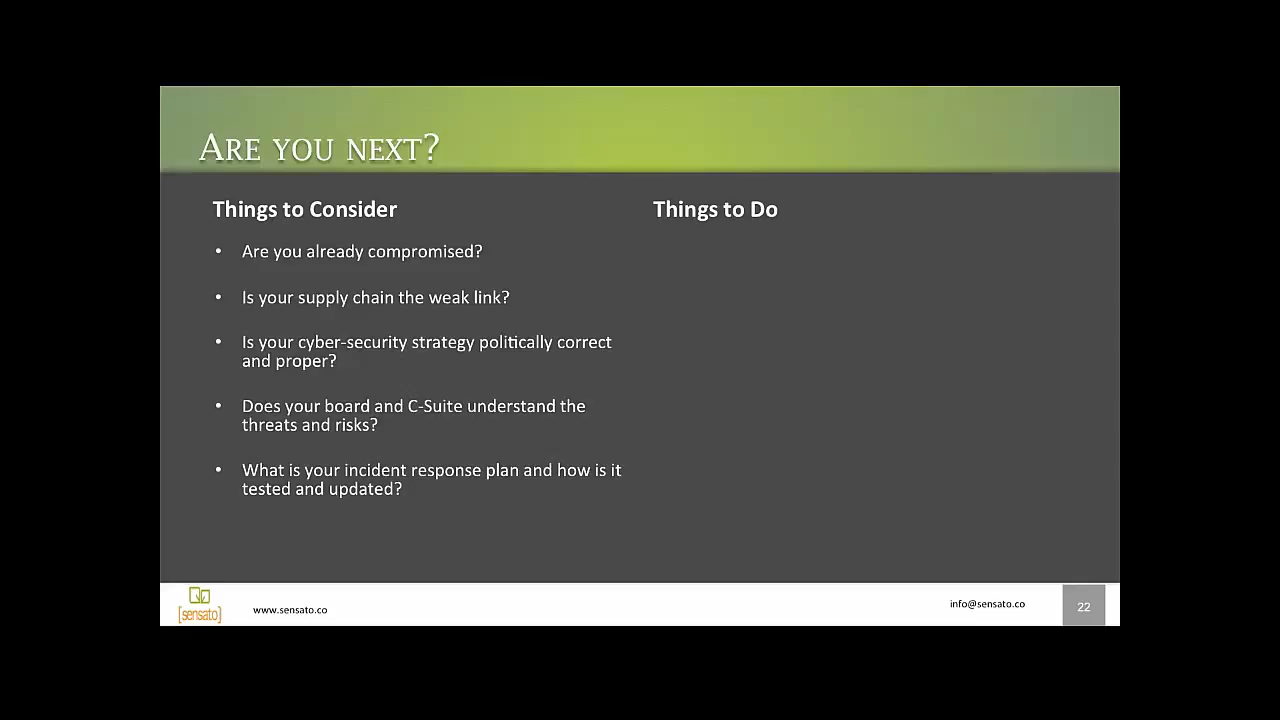 Are you next?
Things to Consider
Things to Do
• Are you already compromised?
• Is your supply chain the weak link?
• Is your cyber-security strategy politically correct
and proper?
• Does your board and C-Suite understand the
threats and risks?
• What is your incident response plan and how is it
tested and updated?
[sensato]
www.sensato.co
info@sensato.co
22